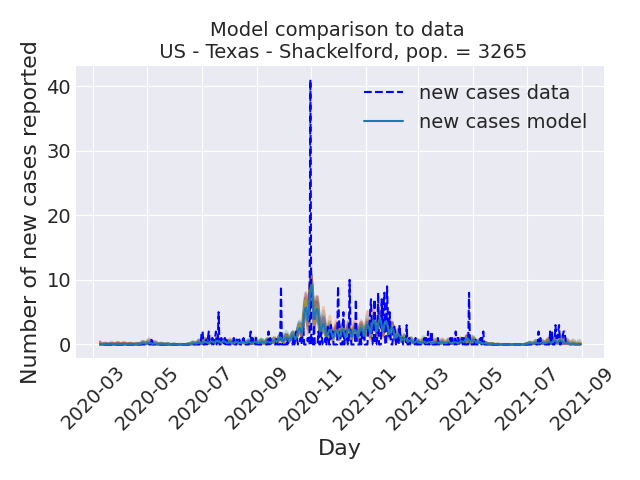 Model comparison to data
US - Texas - Shackelford, pop. = 3265
Number of new cases reported
40
30
20
10
0
new cases data
new cases model
2020-03
2020-05
2020-07
2020-09
2020-11
2021-01
2021-03
2021-05
2021-07
2021-09
Day